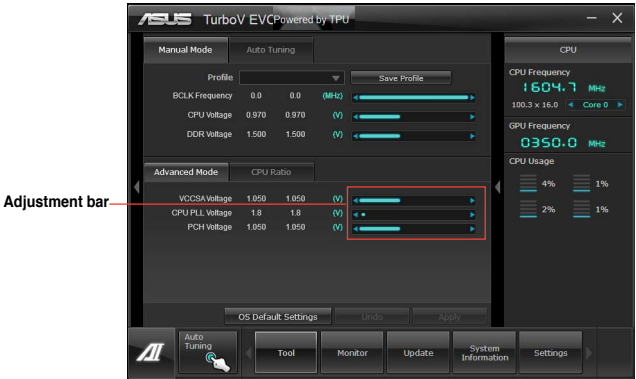 ASUS TurboV EVO Powered by TPU
Manual Mode Auto Tuning
Profile Save Profile
BCLK Frequency 0.0 0.0 (MHz)
CPU Voltage 0.970 0.970 (V)
DDR Voltage 1.500 1.500 (V)
Advanced Mode CPU Ratio
Adjustment bar
VCCSA Voltage 1.050 1.050 (V)
CPU PLL Voltage 1.8 1.8 (V)
PCH Voltage 1.050 1.050 (V)
OS Default Settings Undo Apply
CPU
CPU Frequency
1604.7 MHz
100.3 x 16.0 Core 0
GPU Frequency
0350.0 MHz
CPU Usage
4% 1%
2% 1%
Auto
Tuning
Tool Monitor Update
System
Information
Settings